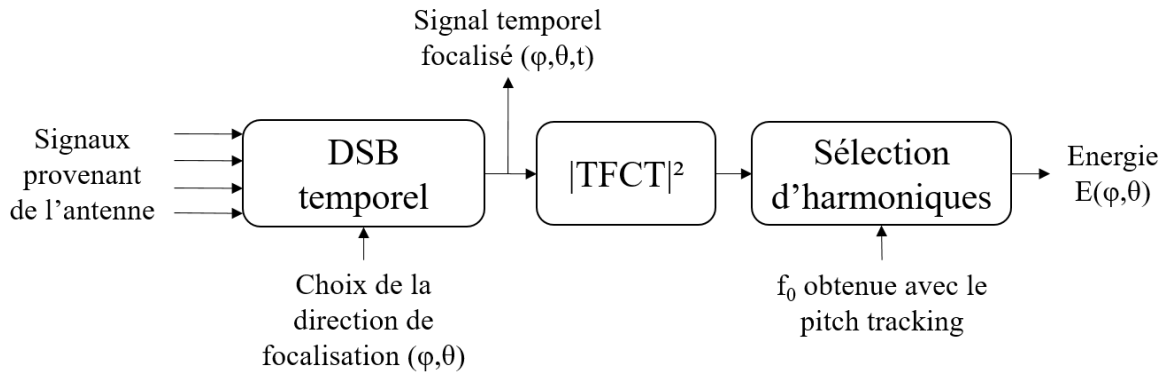 Signal temporel
focalisé (φ,θ,t)
Signaux
provenant
de l’antenne
DSB
temporel
|TFCT|²
Sélection
d’harmoniques
Energie
E(φ,θ)
Choix de la
direction de
focalisation (φ,θ)
f₀ obtenue avec le
pitch tracking